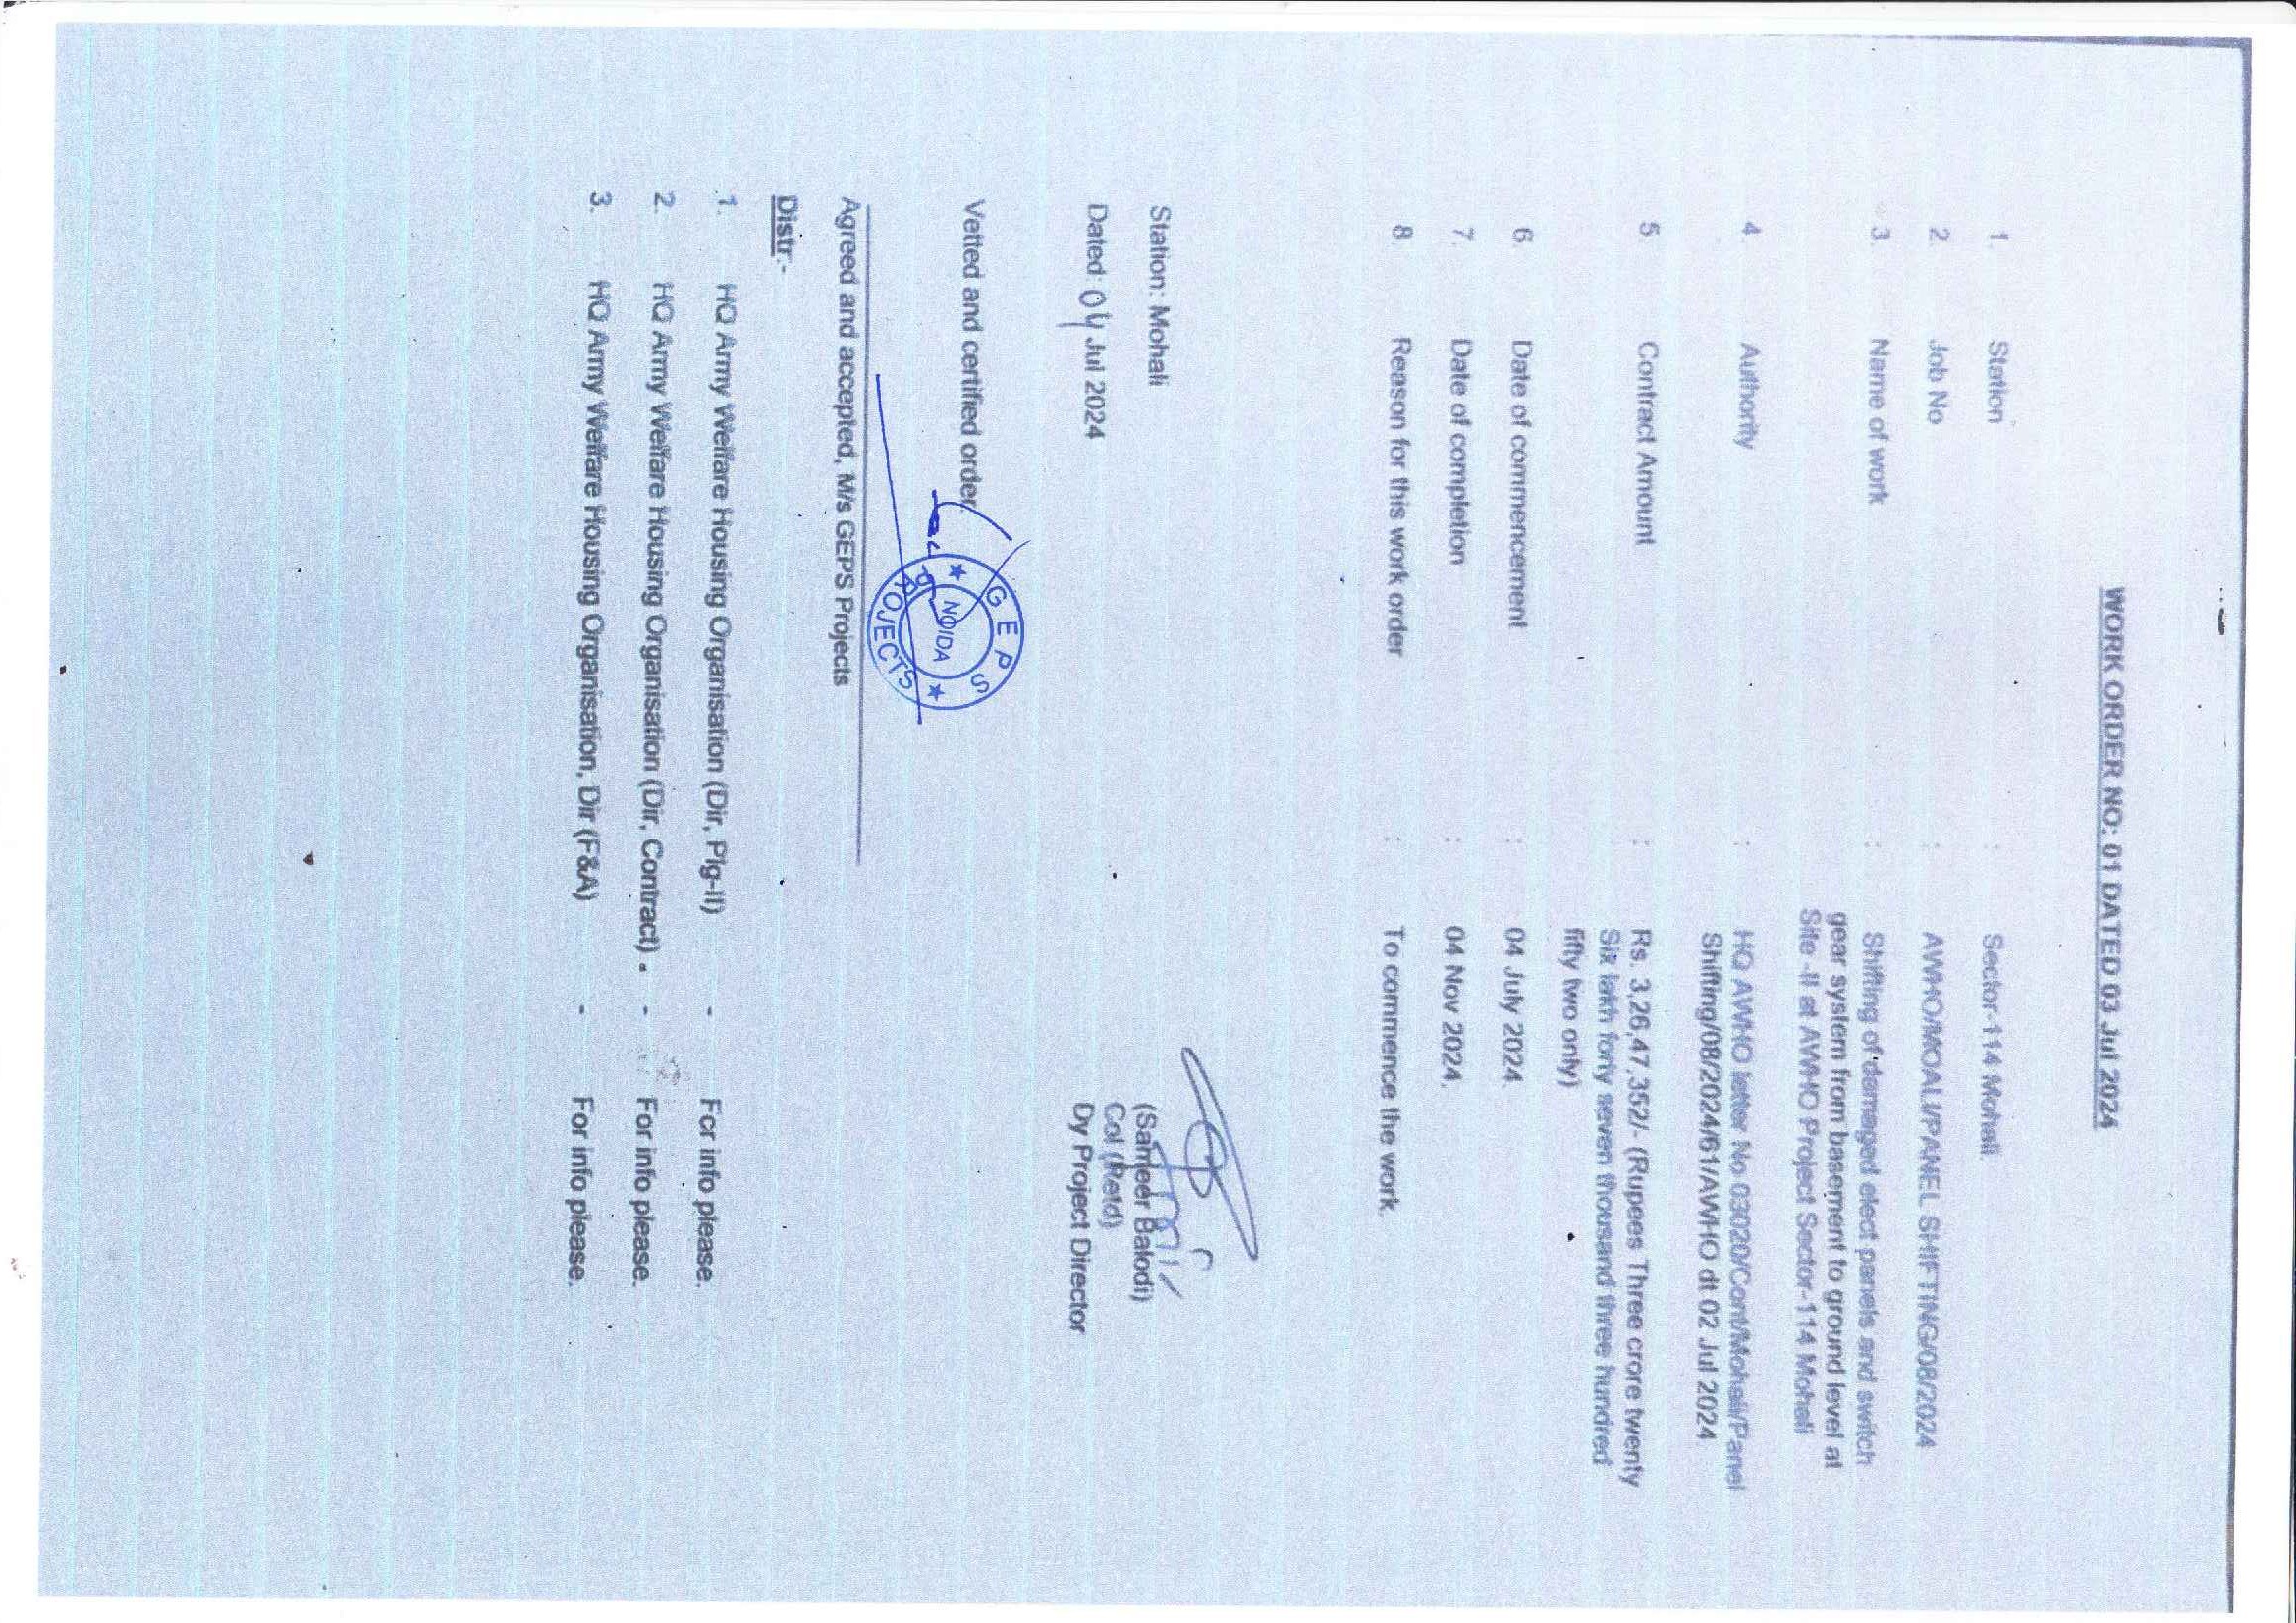 WORK ORDER NO: 01 DATED 03 Jul 2024
1. Station : Sector-114 Mohali
2. Job No : AWHO/MOALI/PANEL SHIFTING/08/2024
3. Name of work : Shifting of damaged elect panels and switch
gear system from basement to ground level at
Site -II at AWHO Project Sector-114 Mohali
4. Authority : HQ AWHO letter No 03020/Cont/Mohali/Panel
Shifting/08/2024/61/AWHO dt 02 Jul 2024
5. Contract Amount : Rs. 3,26,47,352/- (Rupees Three crore twenty
Six lakh forty seven thousand three hundred
fifty two only)
6. Date of commencement : 04 July 2024
7. Date of completion : 04 Nov 2024.
8. Reason for this work order : To commence the work.
(Sameer Balodi)
Station: Mohali Col (Retd)
Dated 04 Jul 2024 Dy Project Director
Vetted and certified order
GEPS PROJECTS
NOIDA
Agreed and accepted, M/s GEPS Projects
Distr:-
1. HQ Army Welfare Housing Organisation (Dir, Plg-II) - For info please.
2. HQ Army Welfare Housing Organisation (Dir, Contract) - For info please.
3. HQ Army Welfare Housing Organisation, Dir (F&A) - For info please.